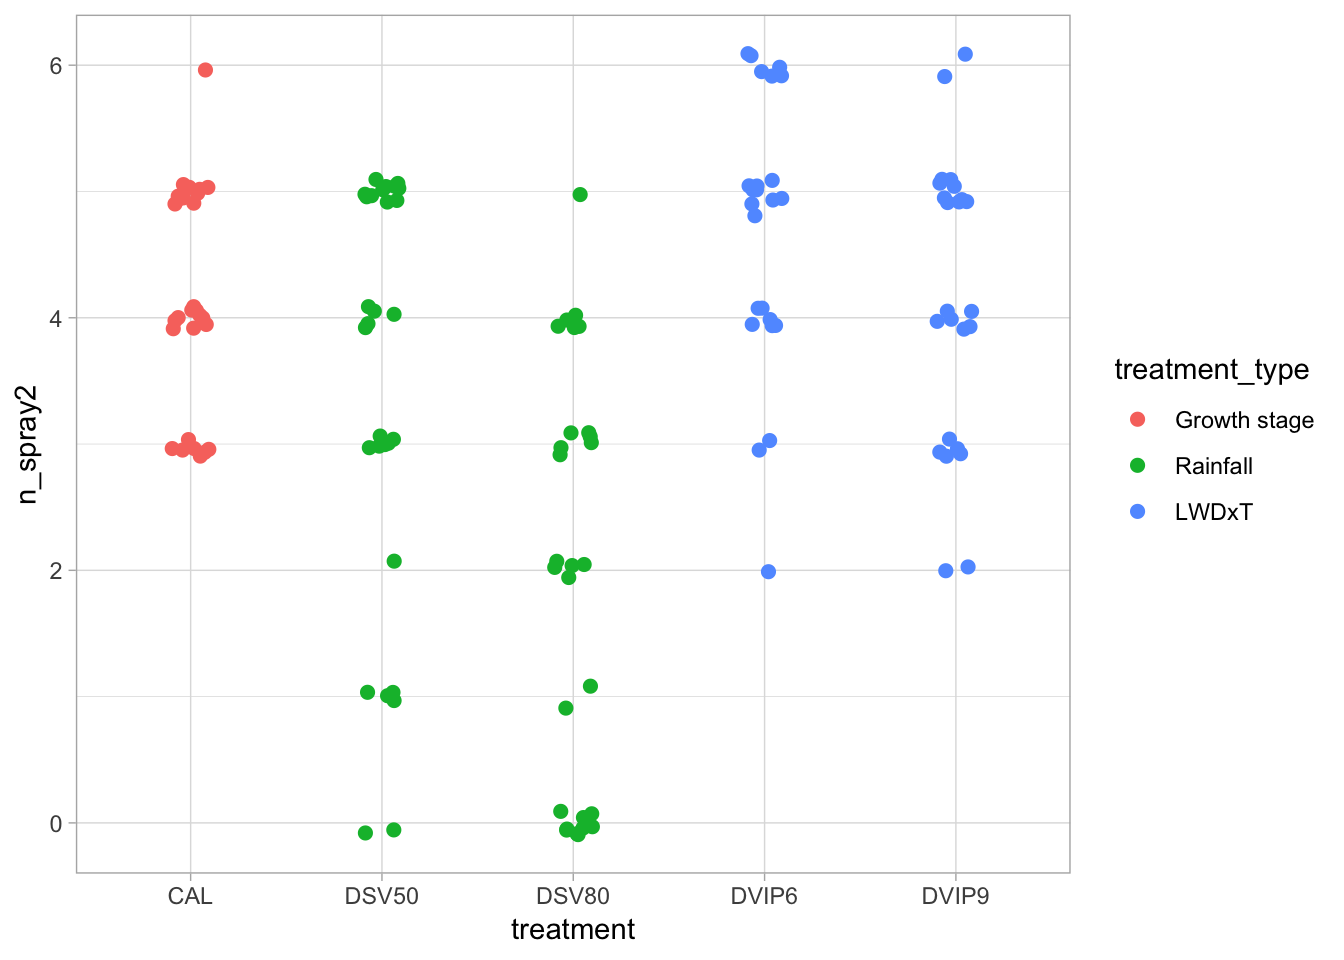 6
4
2
0
n_spray2
CAL DSV50 DSV80 DVIP6 DVIP9
treatment
treatment_type
Growth stage
Rainfall
LWDxT